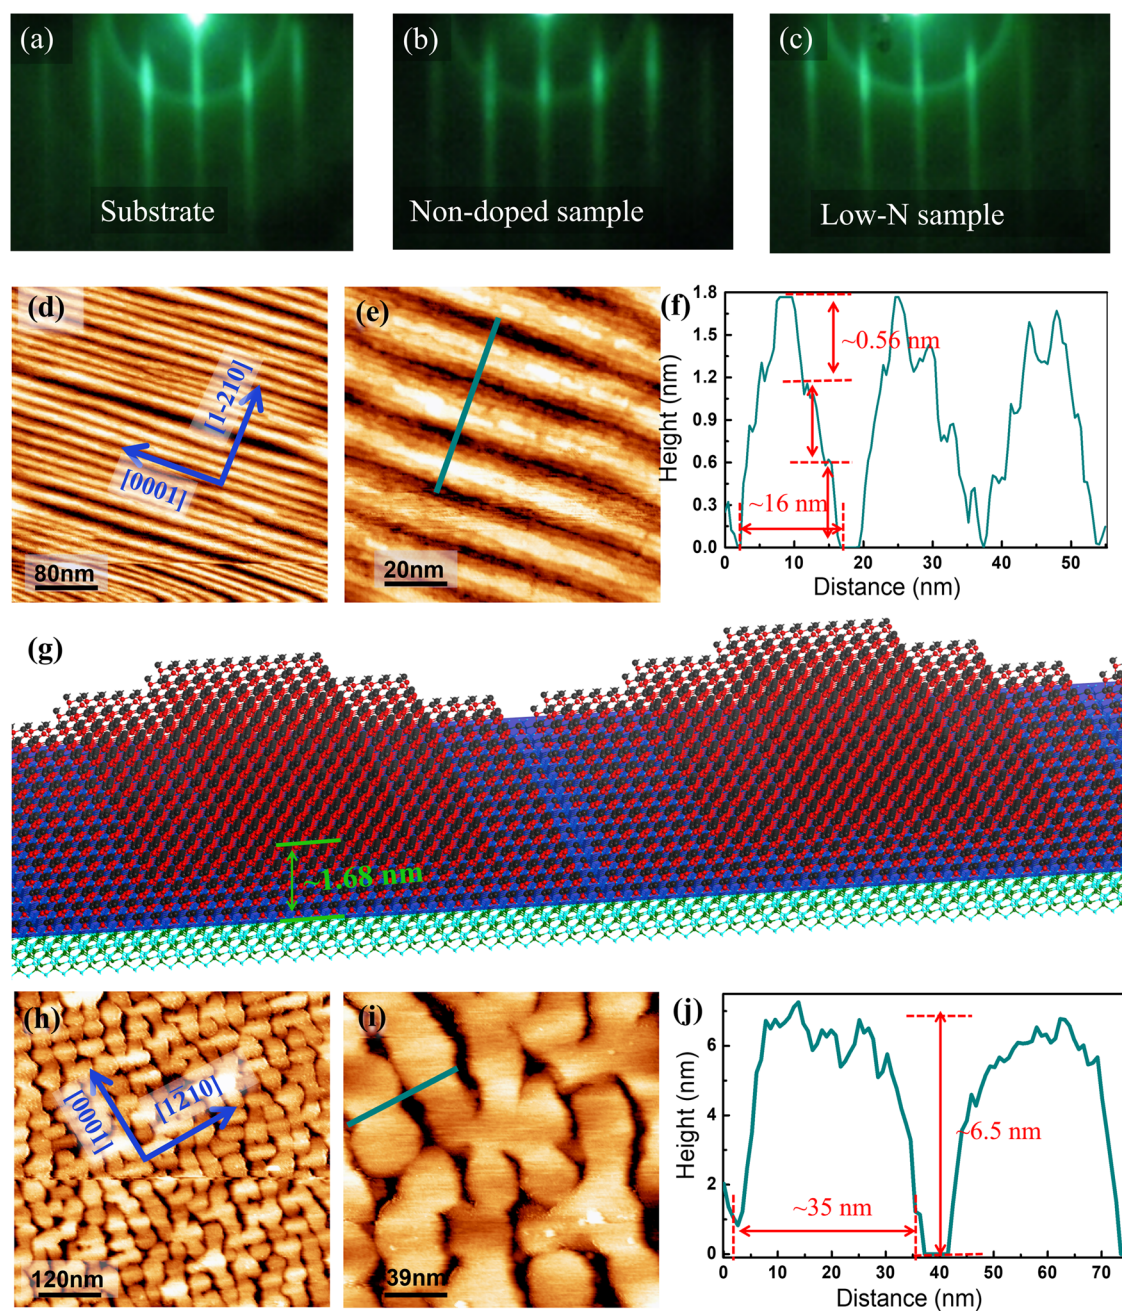 (a)
(b)
(c)
Substrate
Non-doped sample
Low-N sample
(d)
[1-210]
[0001]
80nm
(e)
20nm
(f)
1.8
1.5
1.2
0.9
0.6
0.3
0.0
Height (nm)
~0.56 nm
~16 nm
0 10 20 30 40 50
Distance (nm)
(g)
~1.68 nm
(h)
[0001]
[1̄2̄10]
120nm
(i)
39nm
(j)
6
4
2
0
Height (nm)
~6.5 nm
~35 nm
0 10 20 30 40 50 60 70
Distance (nm)